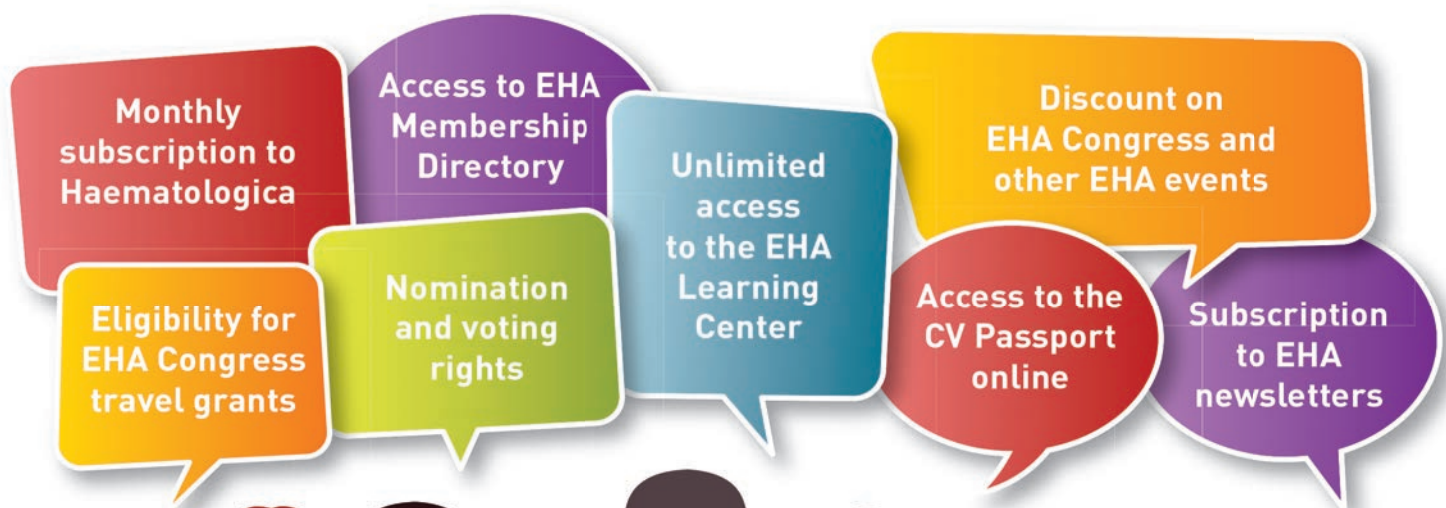 Monthly
subscription to
Haematologica
Access to EHA
Membership
Directory
Unlimited
access
to the EHA
Learning
Center
Discount on
EHA Congress and
other EHA events
Eligibility for
EHA Congress
travel grants
Nomination
and voting
rights
Access to the
CV Passport
online
Subscription
to EHA
newsletters